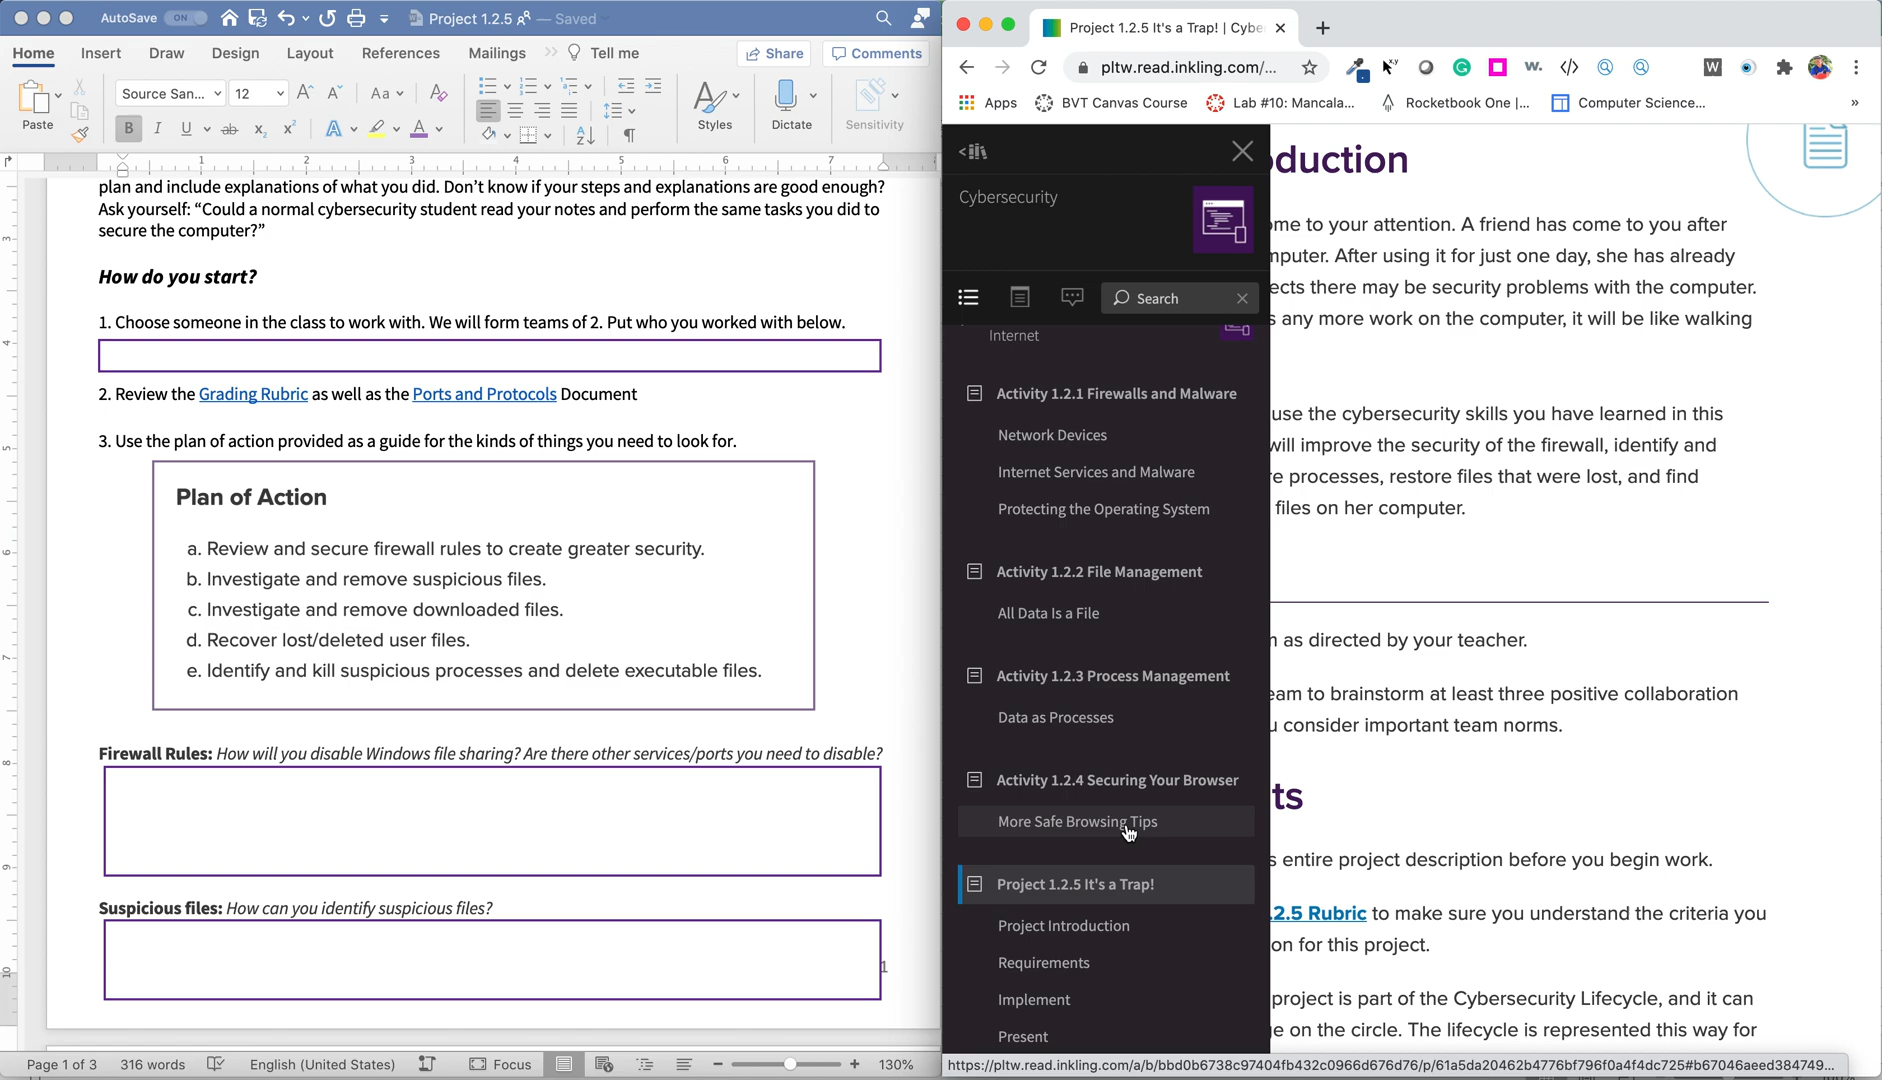 AutoSave ON Project 1.2.5 — Saved
Home Insert Draw Design Layout References Mailings Tell me Share Comments
Source San... 12 Aa
Paste Styles Dictate Sensitivity
1 2 3 4 5 6 7
plan and include explanations of what you did. Don’t know if your steps and explanations are good enough?
Ask yourself: “Could a normal cybersecurity student read your notes and perform the same tasks you did to
secure the computer?”
How do you start?
1. Choose someone in the class to work with. We will form teams of 2. Put who you worked with below.
2. Review the Grading Rubric as well as the Ports and Protocols Document
3. Use the plan of action provided as a guide for the kinds of things you need to look for.
Plan of Action
a. Review and secure firewall rules to create greater security.
b. Investigate and remove suspicious files.
c. Investigate and remove downloaded files.
d. Recover lost/deleted user files.
e. Identify and kill suspicious processes and delete executable files.
Firewall Rules: How will you disable Windows file sharing? Are there other services/ports you need to disable?
Suspicious files: How can you identify suspicious files?
1
Page 1 of 3 316 words English (United States) Focus 130%
Project 1.2.5 It's a Trap! | Cybe
pltw.read.inkling.com/...
Apps BVT Canvas Course Lab #10: Mancala... Rocketbook One |... Computer Science... »
Cybersecurity
Search
Internet
Activity 1.2.1 Firewalls and Malware
Network Devices
Internet Services and Malware
Protecting the Operating System
Activity 1.2.2 File Management
All Data Is a File
Activity 1.2.3 Process Management
Data as Processes
Activity 1.2.4 Securing Your Browser
More Safe Browsing Tips
Project 1.2.5 It's a Trap!
Project Introduction
Requirements
Implement
Present
duction
ome to your attention. A friend has come to you after
mputer. After using it for just one day, she has already
ects there may be security problems with the computer.
s any more work on the computer, it will be like walking
use the cybersecurity skills you have learned in this
will improve the security of the firewall, identify and
re processes, restore files that were lost, and find
files on her computer.
as directed by your teacher.
eam to brainstorm at least three positive collaboration
u consider important team norms.
ts
s entire project description before you begin work.
.2.5 Rubric to make sure you understand the criteria you
on for this project.
project is part of the Cybersecurity Lifecycle, and it can
e on the circle. The lifecycle is represented this way for
https://pltw.read.inkling.com/a/b/bbd0b6738c97404fb432c0966d676d76/p/61a5da20462b4776bf796f0a4f4dc725#b67046aeed384749...